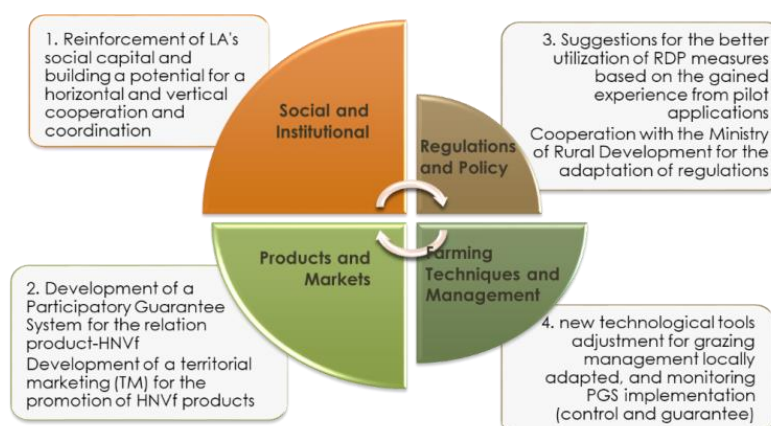 1. Reinforcement of LA's
social capital and
building a potential for a
horizontal and vertical
cooperation and
coordination
Social and
Institutional
3. Suggestions for the better
utilization of RDP measures
based on the gained
experience from pilot
applications
Cooperation with the Ministry
of Rural Development for the
adaptation of regulations
Regulations
and Policy
Products and
Markets
Farming
Techniques and
Management
2. Development of a
Participatory Guarantee
System for the relation
product-HNVf
Development of a territorial
marketing (TM) for the
promotion of HNVf products
4. new technological tools
adjustment for grazing
management locally
adapted, and monitoring
PGS implementation
(control and guarantee)